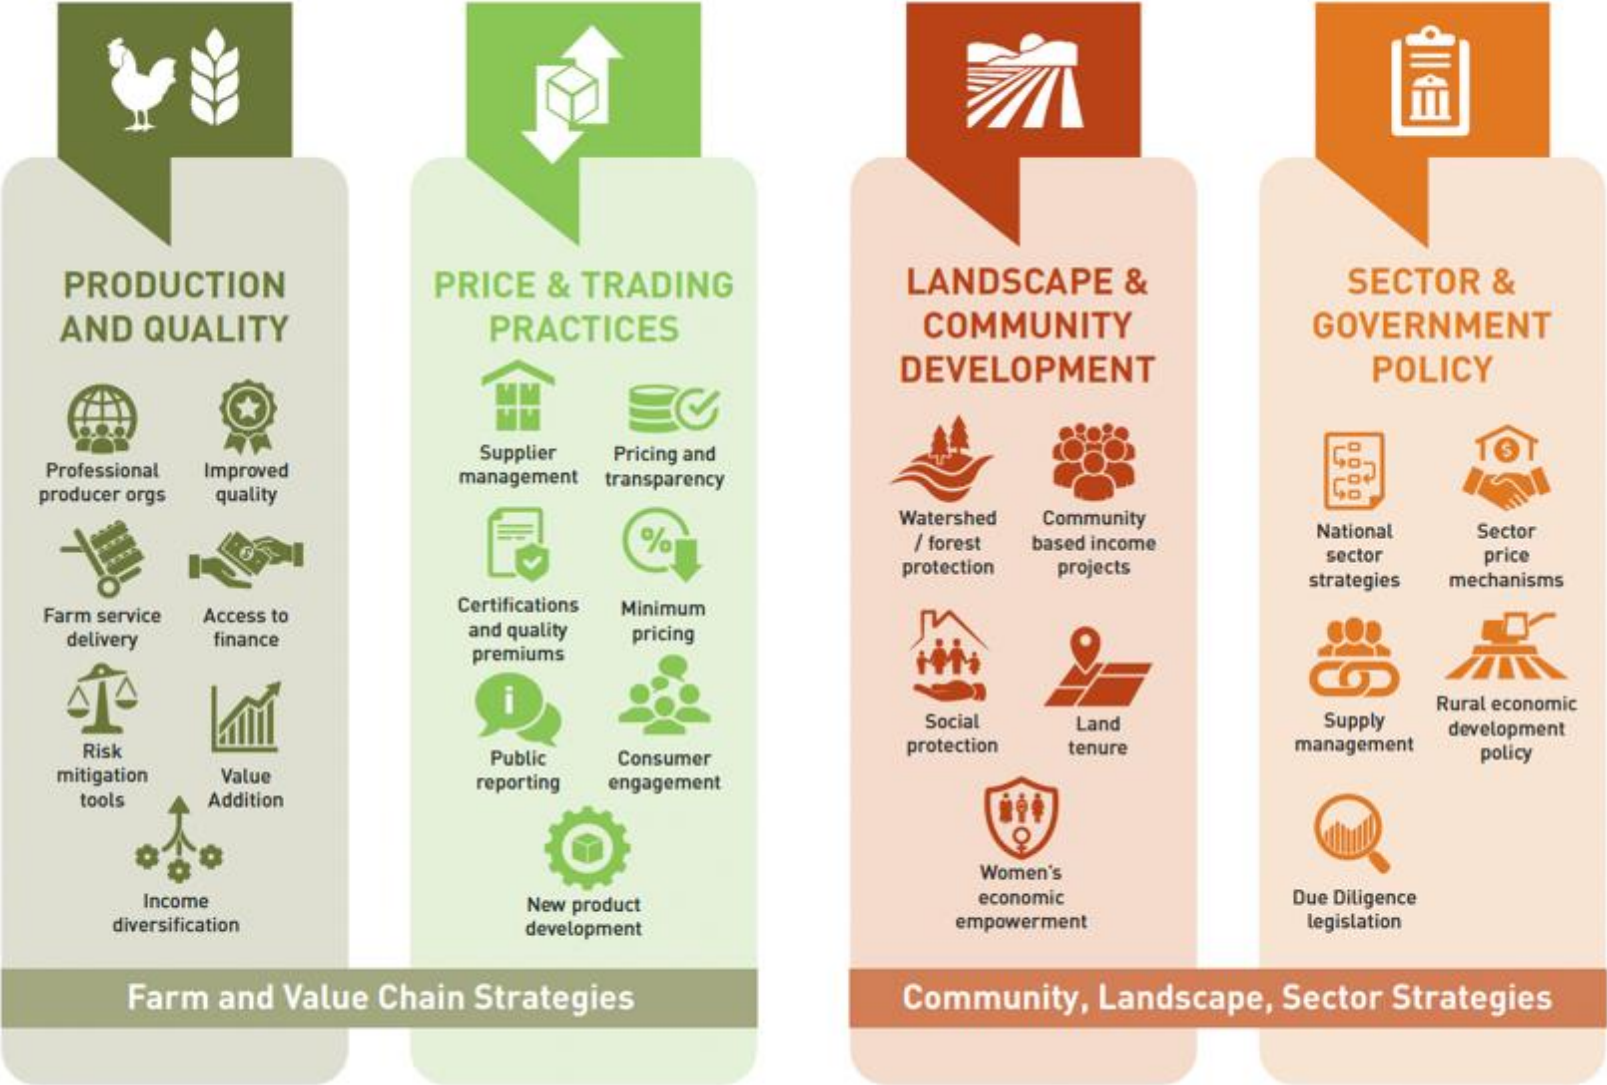 PRODUCTION
AND QUALITY
Professional
producer orgs
Improved
quality
Farm service
delivery
Access to
finance
Risk
mitigation
tools
Value
Addition
Income
diversification
PRICE & TRADING
PRACTICES
Supplier
management
Pricing and
transparency
Certifications
and quality
premiums
%
Minimum
pricing
i
Public
reporting
Consumer
engagement
New product
development
Farm and Value Chain Strategies
LANDSCAPE &
COMMUNITY
DEVELOPMENT
Watershed
/ forest
protection
Community
based income
projects
Social
protection
Land
tenure
Women's
economic
empowerment
SECTOR &
GOVERNMENT
POLICY
National
sector
strategies
$
Sector
price
mechanisms
Supply
management
Rural economic
development
policy
Due Diligence
legislation
Community, Landscape, Sector Strategies